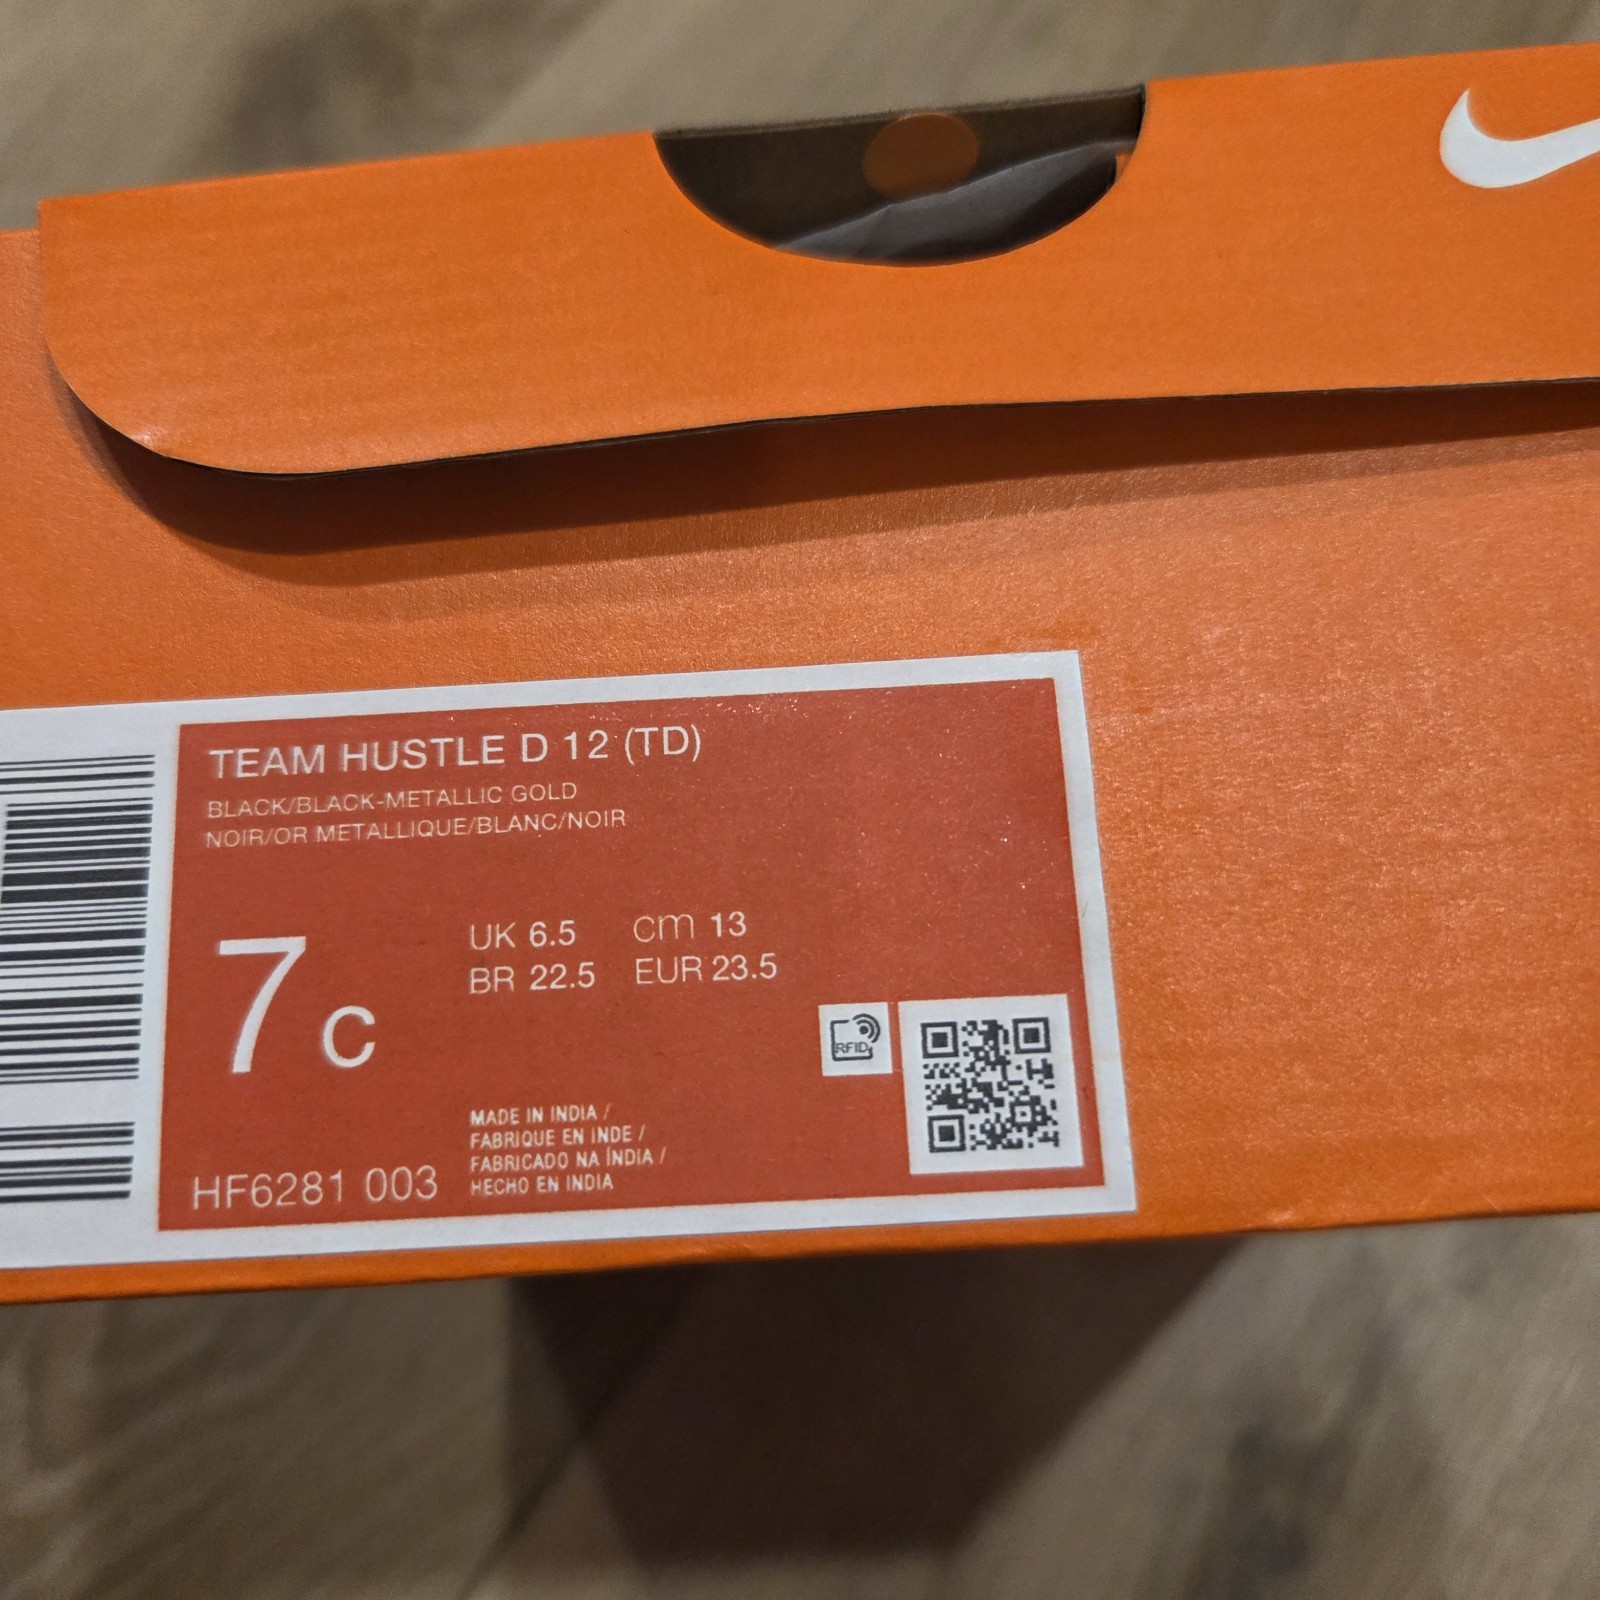 TEAM HUSTLE D 12 (TD)
BLACK/BLACK-METALLIC GOLD
NOIR/OR METALLIQUE/BLANC/NOIR
7 C
UK 6.5 cm 13
BR 22.5 EUR 23.5
RFID
MADE IN INDIA /
FABRIQUE EN INDE /
FABRICADO NA ÍNDIA /
HECHO EN INDIA
HF6281 003